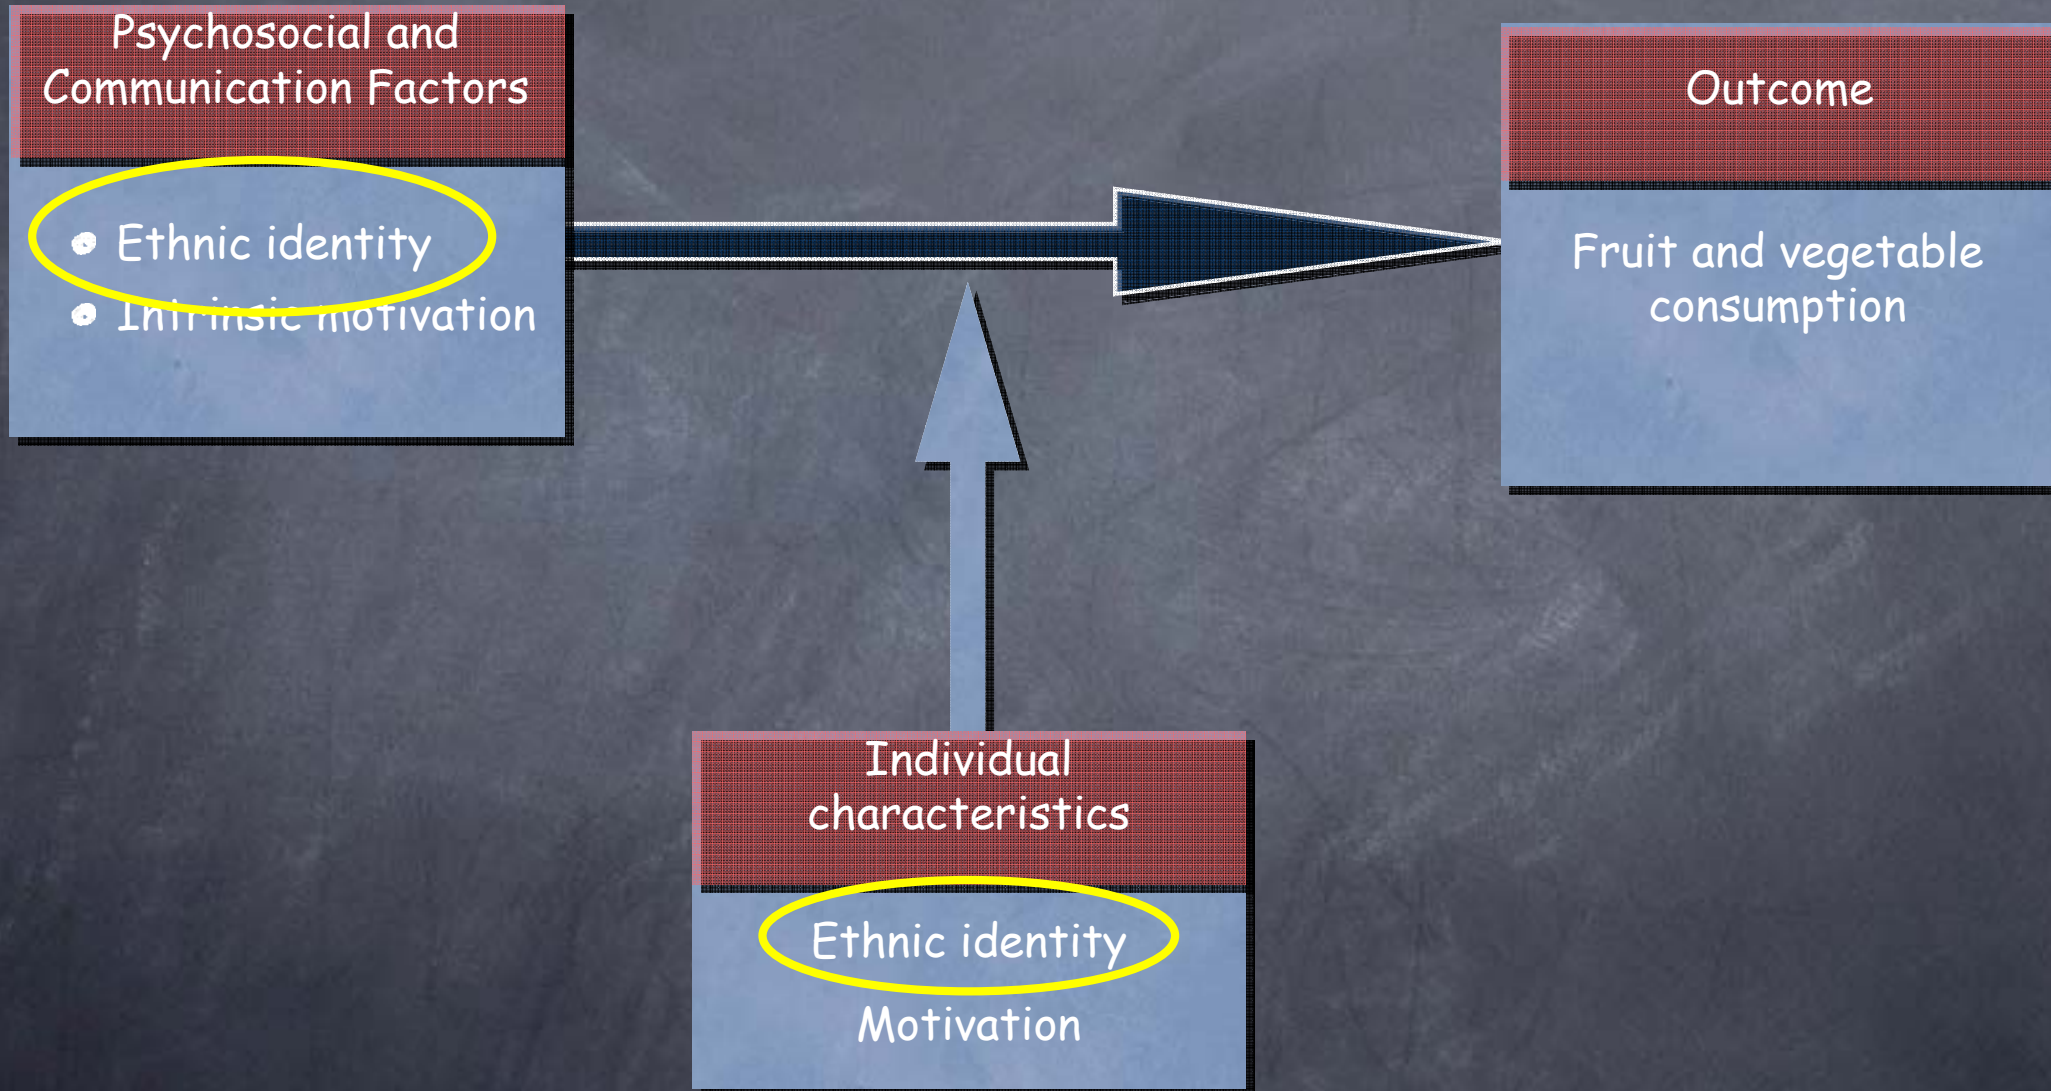 Psychosocial and
Communication Factors
Ethnic identity
Intrinsic motivation
Outcome
Fruit and vegetable
consumption
Individual
characteristics
Ethnic identity
Motivation